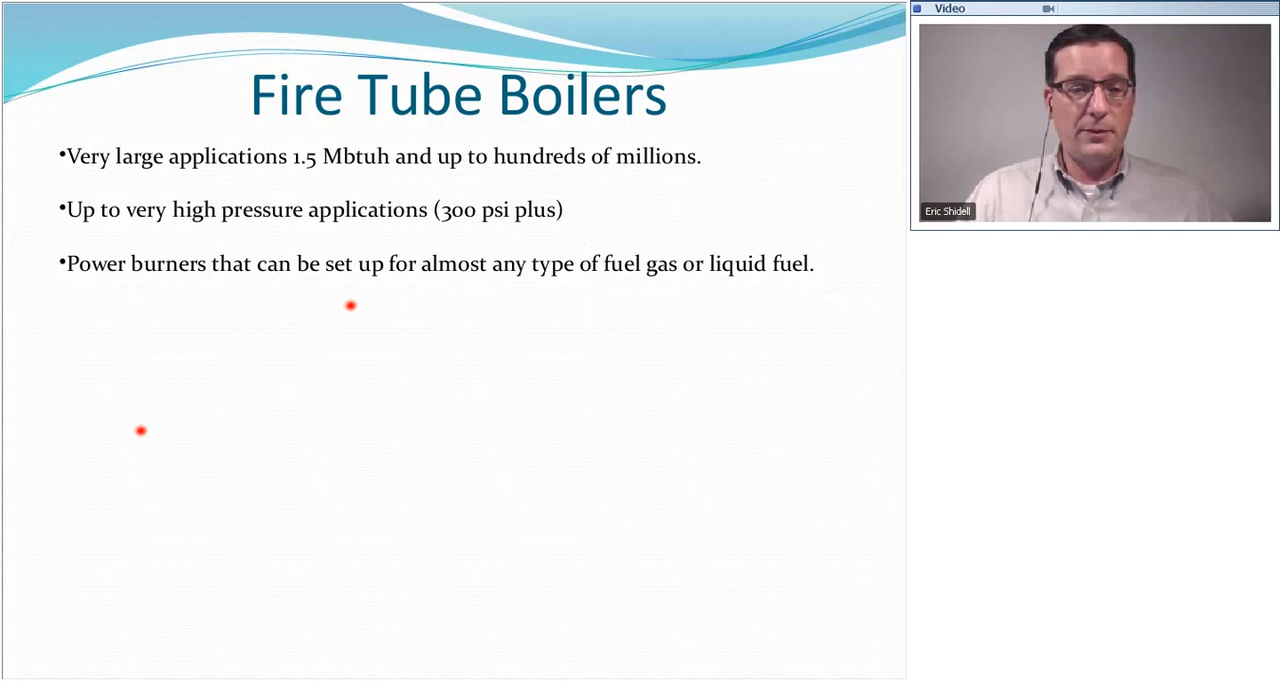 Fire Tube Boilers
•Very large applications 1.5 Mbtuh and up to hundreds of millions.
•Up to very high pressure applications (300 psi plus)
•Power burners that can be set up for almost any type of fuel gas or liquid fuel.
Video
Eric Shidell